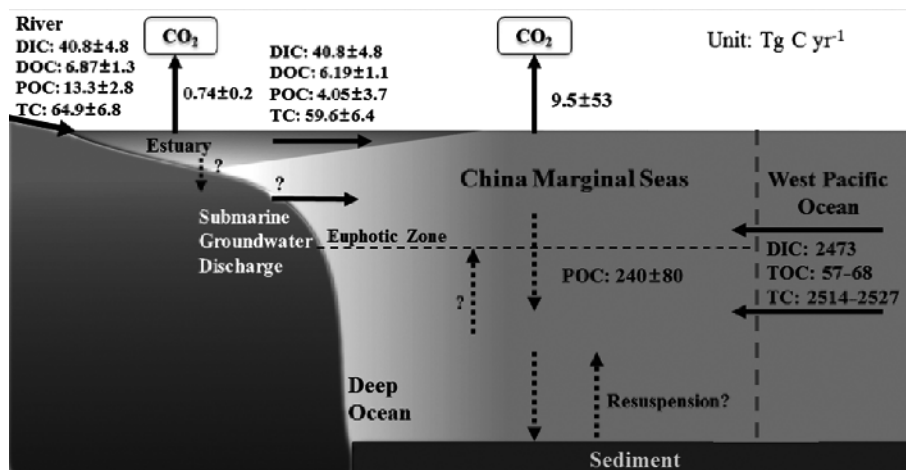 River
DIC: 40.8±4.8
DOC: 6.87±1.3
POC: 13.3±2.8
TC: 64.9±6.8
CO₂
0.74±0.2
DIC: 40.8±4.8
DOC: 6.19±1.1
POC: 4.05±3.7
TC: 59.6±6.4
CO₂
9.5±53
Unit: Tg C yr⁻¹
Estuary
?
?
Submarine
Groundwater
Discharge
Euphotic Zone
China Marginal Seas
West Pacific
Ocean
DIC: 2473
TOC: 57-68
TC: 2514-2527
POC: 240±80
?
Deep
Ocean
Resuspension?
Sediment